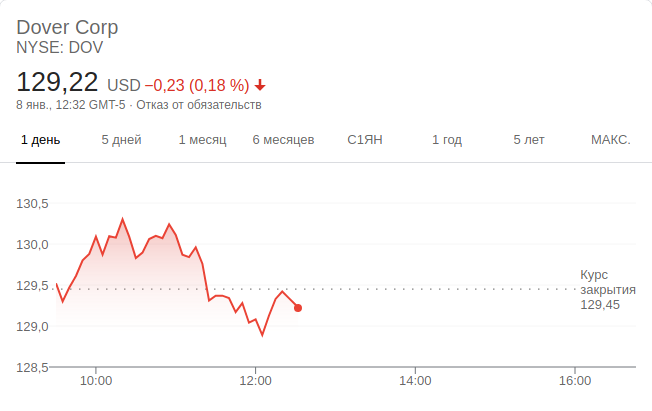 Dover Corp
NYSE: DOV
129,22 USD −0,23 (0,18 %)
8 янв., 12:32 GMT-5 · Отказ от обязательств
1 день 5 дней 1 месяц 6 месяцев С1ЯН 1 год 5 лет МАКС.
130,5
130,0
129,5
129,0
128,5
Курс
закрытия
129,45
10:00 12:00 14:00 16:00